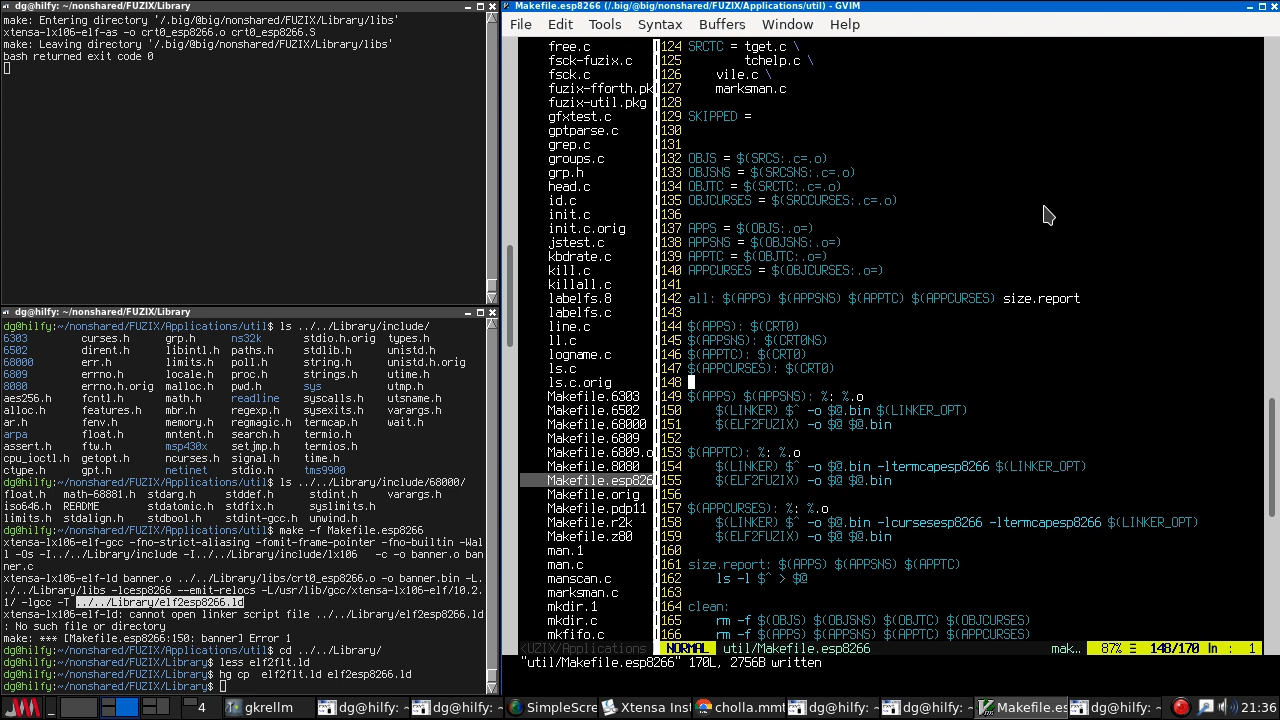 dg@hilfy: ~/nonshared/FUZIX/Library
make: Entering directory '/.big/@big/nonshared/FUZIX/Library/libs'
xtensa-lx106-elf-as -o crt0_esp8266.o crt0_esp8266.S
make: Leaving directory '/.big/@big/nonshared/FUZIX/Library/libs'
bash returned exit code 0
dg@hilfy: ~/nonshared/FUZIX/Library
dg@hilfy:~/nonshared/FUZIX/Applications/util$ ls ../../Library/include/
6303 curses.h grp.h ns32k stdio.h.orig types.h
6502 dirent.h libintl.h paths.h stdlib.h unistd.h
68000 err.h limits.h poll.h string.h unistd.h.orig
6809 errno.h locale.h proc.h strings.h utime.h
8080 errno.h.orig malloc.h pwd.h sys utmp.h
aes256.h fcntl.h math.h readline syscalls.h utsname.h
alloc.h features.h mbr.h regexp.h sysexits.h varargs.h
ar.h fenv.h memory.h regmagic.h termcap.h wait.h
arpa float.h mntent.h search.h termio.h
assert.h ftw.h msp430x setjmp.h termios.h
cpu_ioctl.h getopt ncurses.h signal.h time.h
ctype.h gpt.h netinet stdio.h tms9900
dg@hilfy:~/nonshared/FUZIX/Applications/util$ ls ../../Library/include/68000/
float.h math-68881.h stdarg.h stddef.h stdint.h varargs.h
iso646.h README stdatomic.h stdfix.h syslimits.h
limits.h stdalign.h stdbool.h stdint-gcc.h unwind.h
dg@hilfy:~/nonshared/FUZIX/Applications/util$ make -f Makefile.esp8266
xtensa-lx106-elf-gcc -fno-strict-aliasing -fomit-frame-pointer -fno-builtin -Wal
l -Os -I../../Library/include -I../../Library/include/lx106 -c -o banner.o ban
ner.c
xtensa-lx106-elf-ld banner.o ../../Library/libs/crt0_esp8266.o -o banner.bin -L.
./../Library/libs -lcesp8266 --emit-relocs -L/usr/lib/gcc/xtensa-lx106-elf/10.2.
1/ -lgcc -T ../../Library/elf2esp8266.ld
xtensa-lx106-elf-ld: cannot open linker script file ../../Library/elf2esp8266.ld
: No such file or directory
make: *** [Makefile.esp8266:150: banner] Error 1
dg@hilfy:~/nonshared/FUZIX/Applications/util$ cd ../../Library/
dg@hilfy:~/nonshared/FUZIX/Library$ less elf2flt.ld
dg@hilfy:~/nonshared/FUZIX/Library$ hg cp elf2flt.ld elf2esp8266.ld
dg@hilfy:~/nonshared/FUZIX/Library$
Makefile.esp8266 (/.big/@big/nonshared/FUZIX/Applications/util) - GVIM
File Edit Tools Syntax Buffers Window Help
free.c
fsck-fuzix.c
fsck.c
fuzix-fforth.pk
fuzix-util.pkg
gfxtest.c
gptparse.c
grep.c
groups.c
grp.h
head.c
id.c
init.c
init.c.orig
jstest.c
kbdrate.c
kill.c
killall.c
labelfs.8
labelfs.c
line.c
ll.c
logname.c
ls.c
ls.c.orig
Makefile.6303
Makefile.6502
Makefile.68000
Makefile.6809
Makefile.6809.o
Makefile.8080
Makefile.esp826
Makefile.orig
Makefile.pdp11
Makefile.r2k
Makefile.z80
man.1
man.c
manscan.c
marksman.c
mkdir.1
mkdir.c
mkfifo.c
124 SRCTC = tget.c \
125 tchelp.c \
126 vile.c \
127 marksman.c
128
129 SKIPPED =
130
131
132 OBJS = $(SRCS:.c=.o)
133 OBJSNS = $(SRCSNS:.c=.o)
134 OBJTC = $(SRCTC:.c=.o)
135 OBJCURSES = $(SRCCURSES:.c=.o)
136
137 APPS = $(OBJS:.o=)
138 APPSNS = $(OBJSNS:.o=)
139 APPTC = $(OBJTC:.o=)
140 APPCURSES = $(OBJCURSES:.o=)
141
142 all: $(APPS) $(APPSNS) $(APPTC) $(APPCURSES) size.report
143
144 $(APPS): $(CRT0)
145 $(APPSNS): $(CRT0NS)
146 $(APPTC): $(CRT0)
147 $(APPCURSES): $(CRT0)
148
149 $(APPS) $(APPSNS): %: %.o
150 $(LINKER) $^ -o $@.bin $(LINKER_OPT)
151 $(ELF2FUZIX) -o $@ $@.bin
152
153 $(APPTC): %: %.o
154 $(LINKER) $^ -o $@.bin -ltermcapesp8266 $(LINKER_OPT)
155 $(ELF2FUZIX) -o $@ $@.bin
156
157 $(APPCURSES): %: %.o
158 $(LINKER) $^ -o $@.bin -lcursesesp8266 -ltermcapesp8266 $(LINKER_OPT)
159 $(ELF2FUZIX) -o $@ $@.bin
160
161 size.report: $(APPS) $(APPSNS) $(APPTC)
162 ls -l $^ > $@
163
164 clean:
165 rm -f $(OBJS) $(OBJSNS) $(OBJTC) $(OBJCURSES)
166 rm -f $(APPS) $(APPSNS) $(APPTC) $(APPCURSES)
<UZIX/Applications NORMAL util/Makefile.esp8266 mak… 87% ☰ 148/170 ln : 1
"util/Makefile.esp8266" 170L, 2756B written
4 gkrellm dg@hilfy: ~ dg@hilfy: ~ SimpleScre Xtensa Inst cholla.mmt dg@hilfy: ~ dg@hilfy: ~ Makefile.es dg@hilfy: ~ 21:36